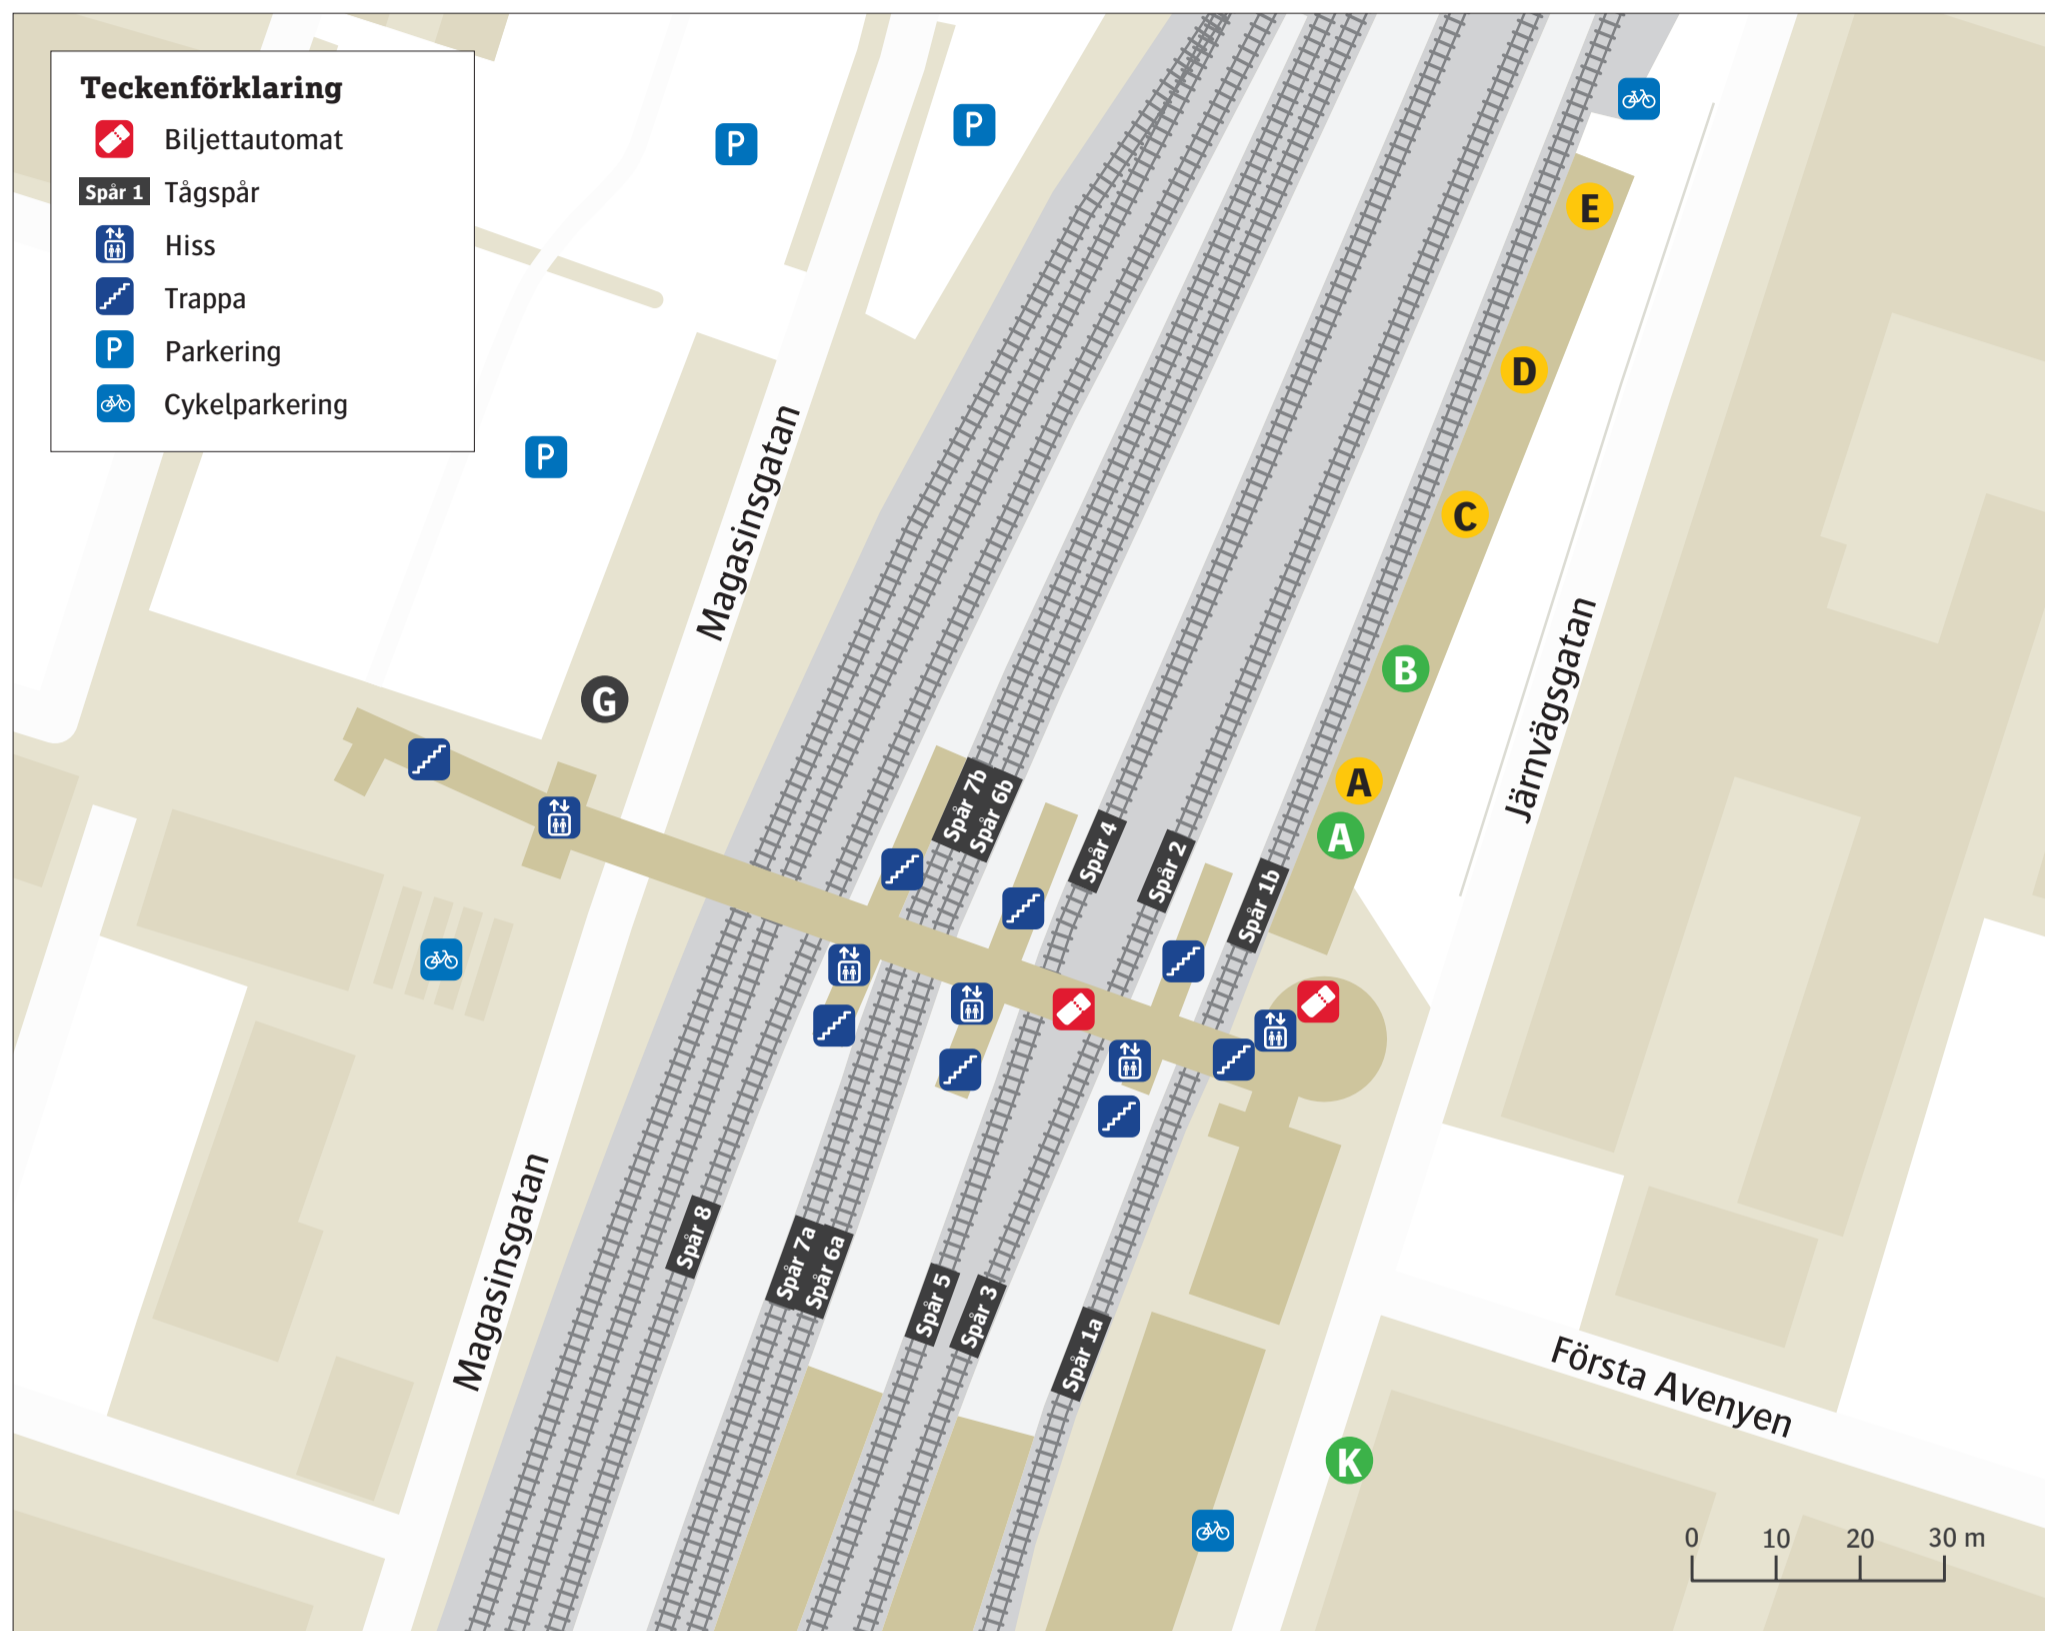 Teckenförklaring
Biljettautomat
Spår 1 Tågspår
Hiss
Trappa
P Parkering
Cykelparkering
P
P
P
E
D
C
B
A
A
G
K
Magasinsgatan
Magasinsgatan
Järnvägsgatan
Första Avenyen
Spår 7b
Spår 6b
Spår 4
Spår 2
Spår 1b
Spår 8
Spår 7a
Spår 6a
Spår 5
Spår 3
Spår 1a
0 10 20 30 m